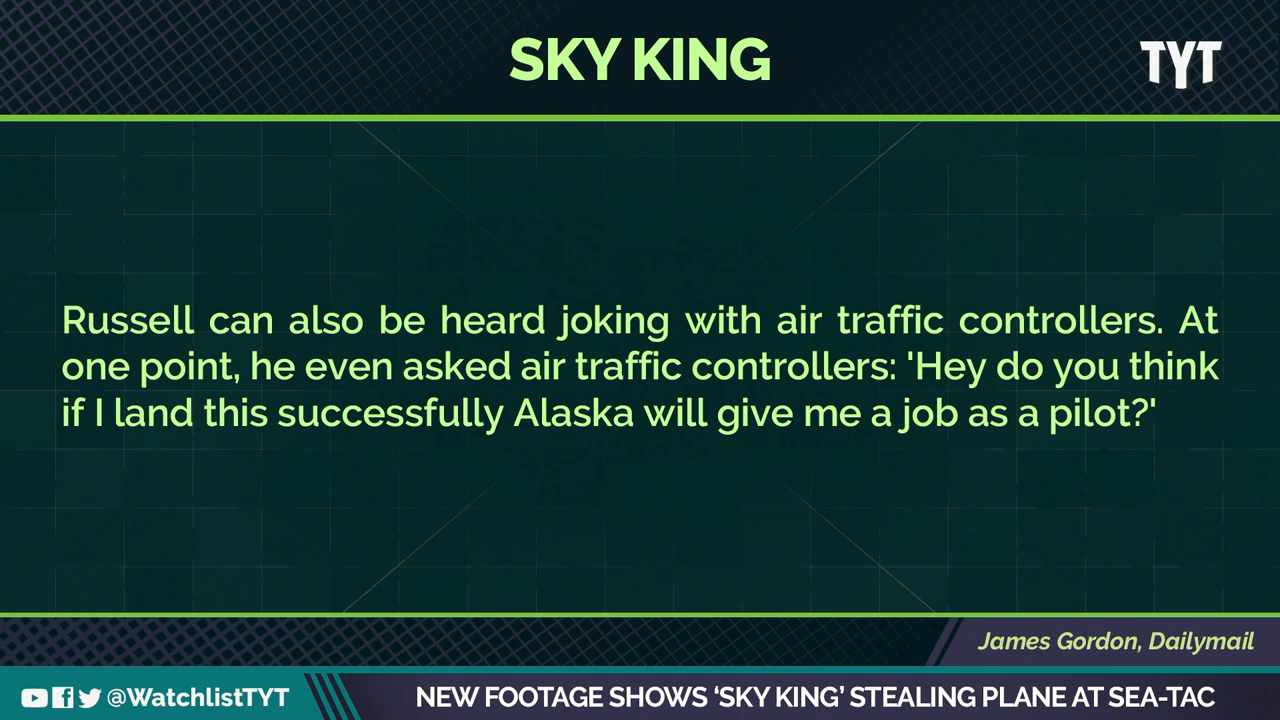 SKY KING
TYT
Russell can also be heard joking with air traffic controllers. At
one point, he even asked air traffic controllers: 'Hey do you think
if I land this successfully Alaska will give me a job as a pilot?'
James Gordon, Dailymail
@WatchlistTYT
NEW FOOTAGE SHOWS ‘SKY KING’ STEALING PLANE AT SEA-TAC